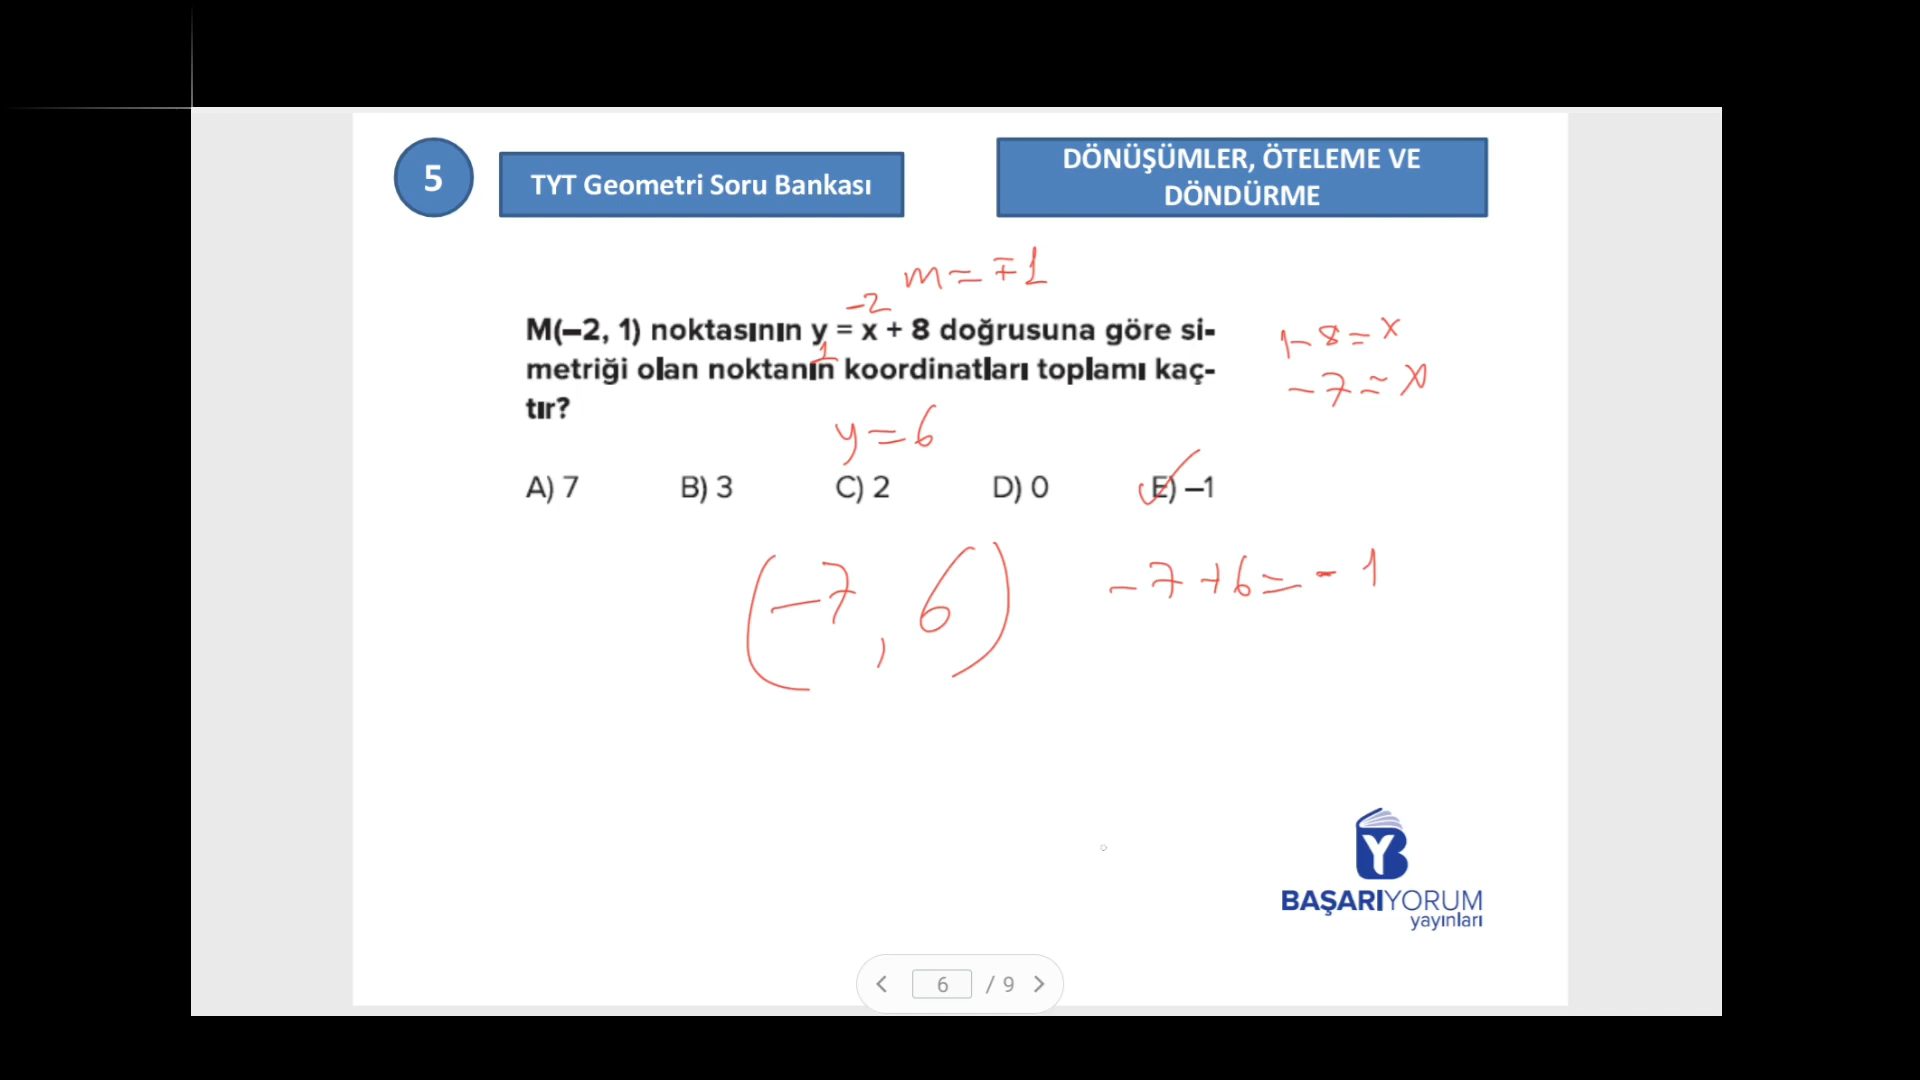 5
TYT Geometri Soru Bankası
DÖNÜŞÜMLER, ÖTELEME VE
DÖNDÜRME
m = ∓1
-2
M(–2, 1) noktasının y = x + 8 doğrusuna göre si-
1
metriği olan noktanın koordinatları toplamı kaç-
tır?
1-8=x
-7=x
y=6
A) 7 B) 3 C) 2 D) 0 E) –1
(-7, 6)
-7+6=-1
BY
BAŞARIYORUM
yayınları
6 / 9